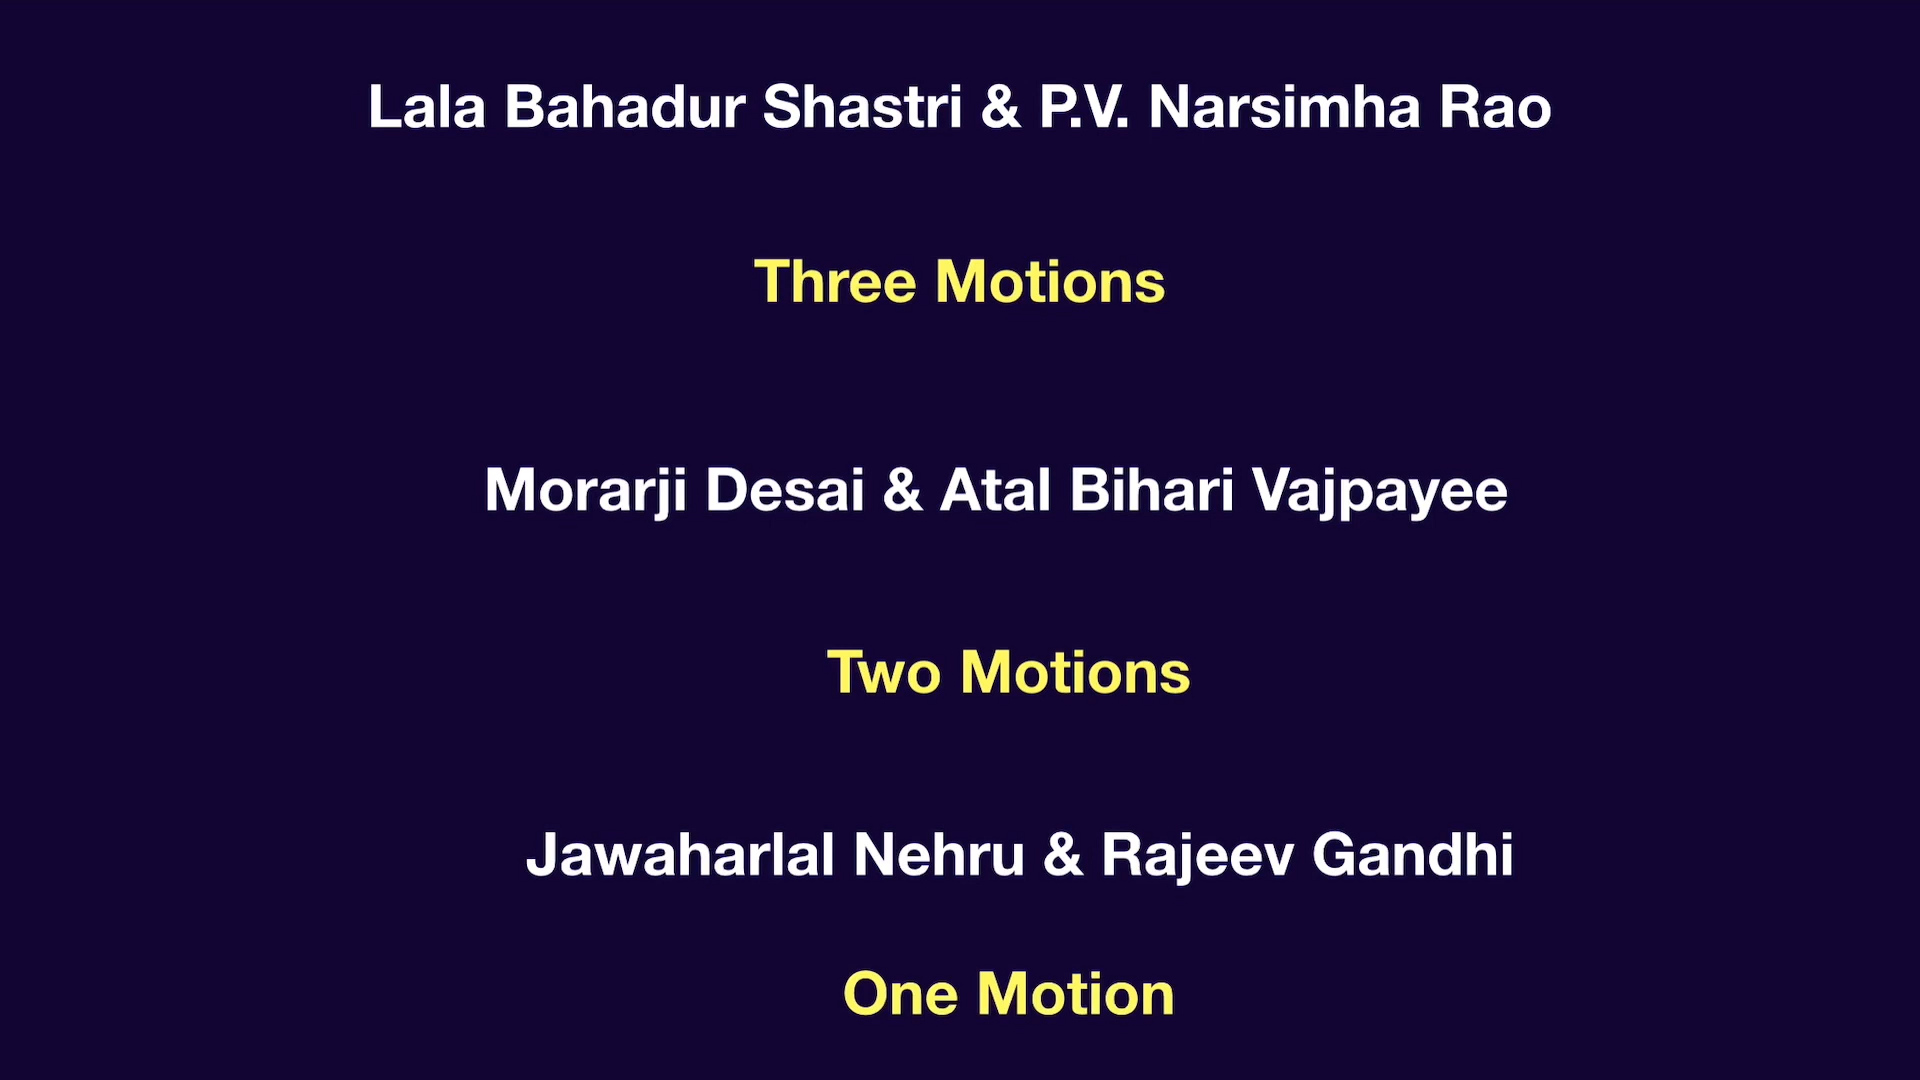 Lala Bahadur Shastri & P.V. Narsimha Rao
Three Motions
Morarji Desai & Atal Bihari Vajpayee
Two Motions
Jawaharlal Nehru & Rajeev Gandhi
One Motion